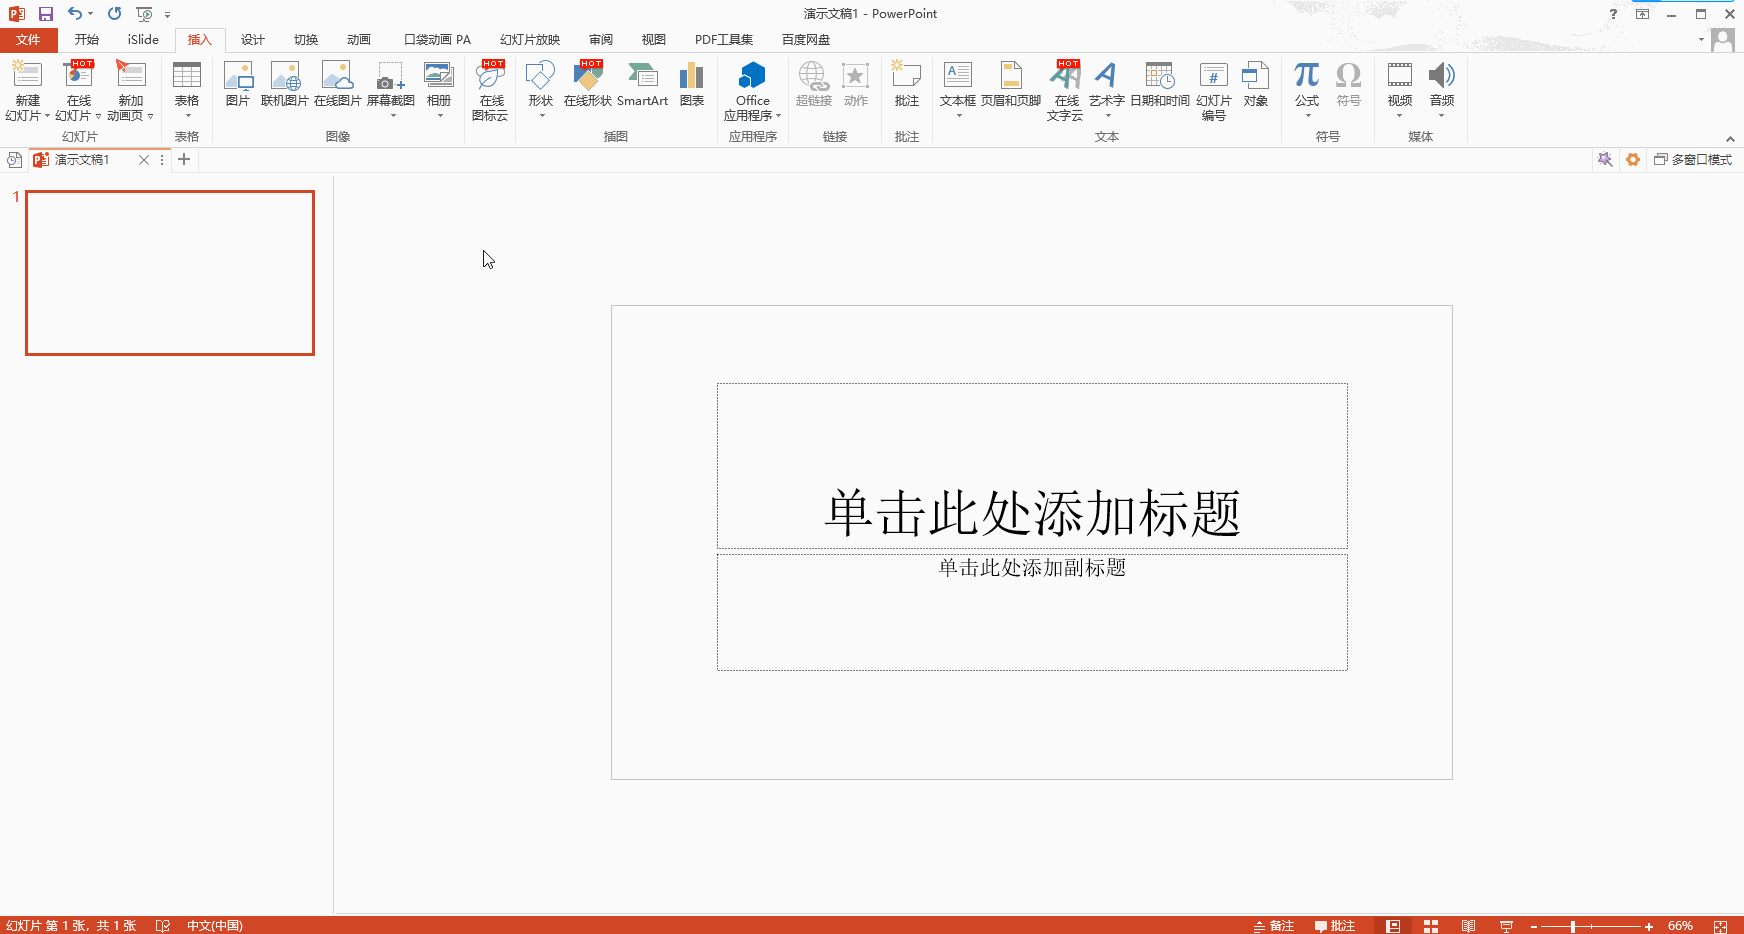 演示文稿1 - PowerPoint
文件 开始 iSlide 插入 设计 切换 动画 口袋动画 PA 幻灯片放映 审阅 视图 PDF工具集 百度网盘
HOT HOT HOT HOT
新建 在线 新加 表格 图片 联机图片 在线图片 屏幕截图 相册 在线 形状 在线形状 SmartArt 图表 Office 超链接 动作 批注 文本框 页眉和页脚 在线 艺术字 日期和时间 幻灯片 对象 公式 符号 视频 音频
幻灯片 幻灯片 动画页 图标云 应用程序 文字云 编号
幻灯片 表格 图像 插图 应用程序 链接 批注 文本 符号 媒体
演示文稿1 多窗口模式
1
单击此处添加标题
单击此处添加副标题
幻灯片 第 1 张，共 1 张 中文(中国) 备注 批注 66%